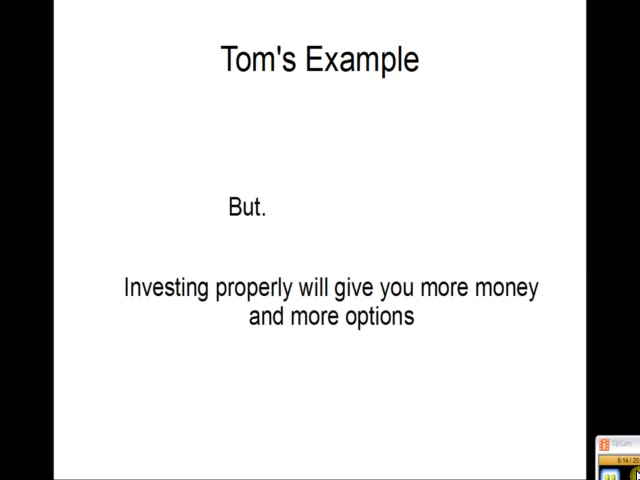 Tom's Example
But.
Investing properly will give you more money
and more options